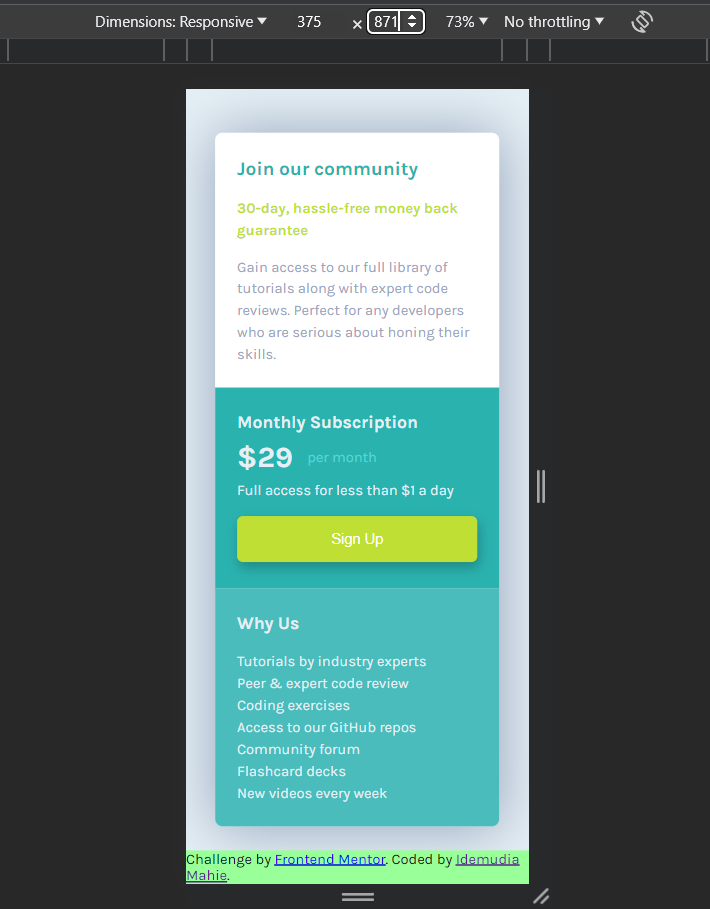 Dimensions: Responsive 375 × 871 73% No throttling
Join our community
30-day, hassle-free money back
guarantee
Gain access to our full library of
tutorials along with expert code
reviews. Perfect for any developers
who are serious about honing their
skills.
Monthly Subscription
$29 per month
Full access for less than $1 a day
Sign Up
Why Us
Tutorials by industry experts
Peer & expert code review
Coding exercises
Access to our GitHub repos
Community forum
Flashcard decks
New videos every week
Challenge by Frontend Mentor. Coded by Idemudia
Mahie.